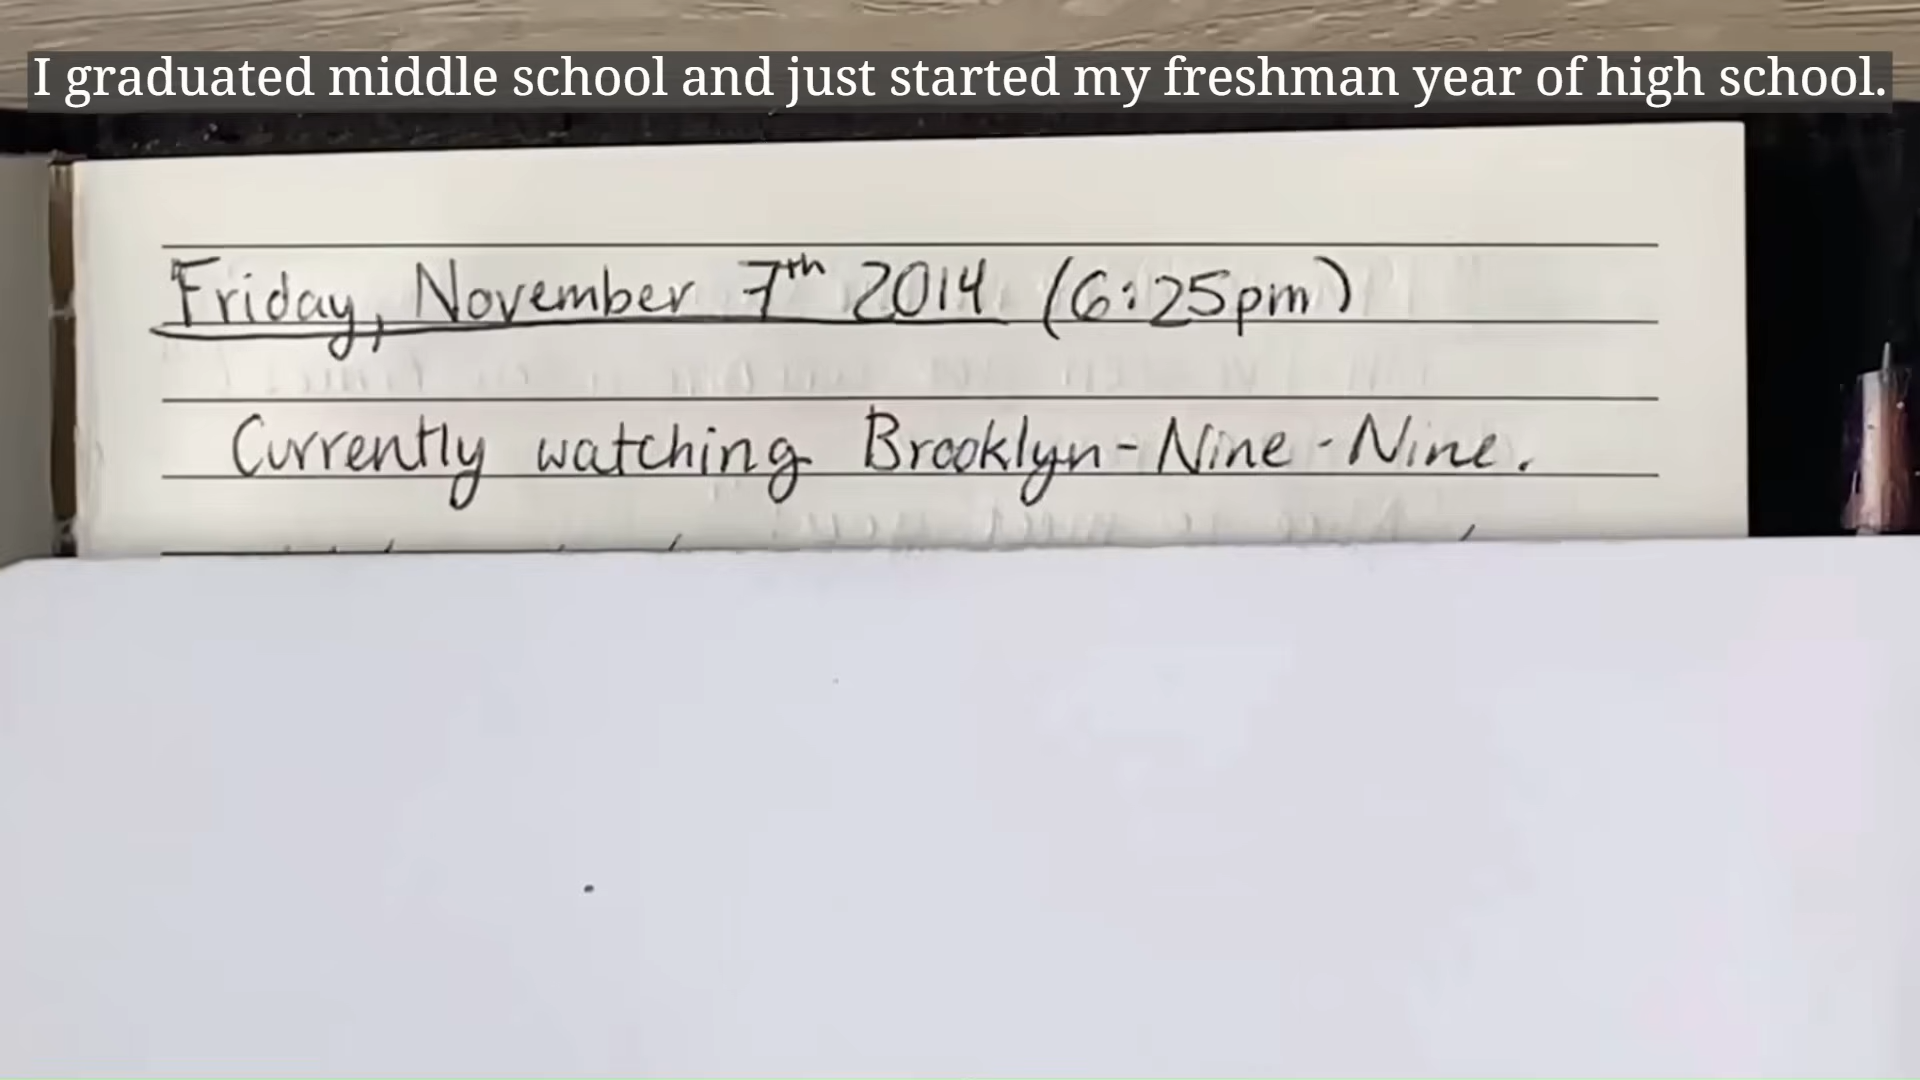 I graduated middle school and just started my freshman year of high school.
Friday, November 7th 2014 (6:25pm)
Currently watching Brooklyn-Nine-Nine.